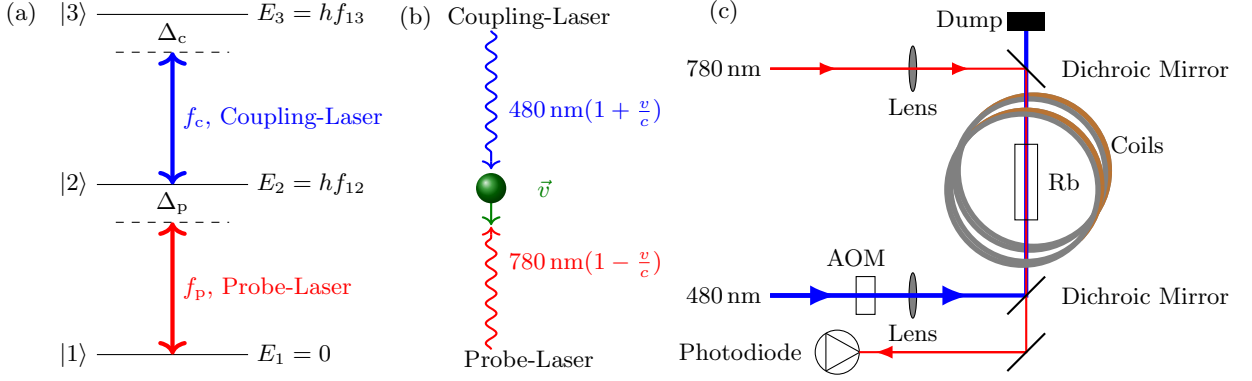 (a)
|3⟩
E₃ = hf₁₃
Δc
fc, Coupling-Laser
|2⟩
E₂ = hf₁₂
Δp
fp, Probe-Laser
|1⟩
E₁ = 0
(b)
Coupling-Laser
480 nm(1 + v/c)
v⃗
780 nm(1 − v/c)
Probe-Laser
(c)
Dump
780 nm
Lens
Dichroic Mirror
Coils
Rb
AOM
480 nm
Lens
Dichroic Mirror
Photodiode